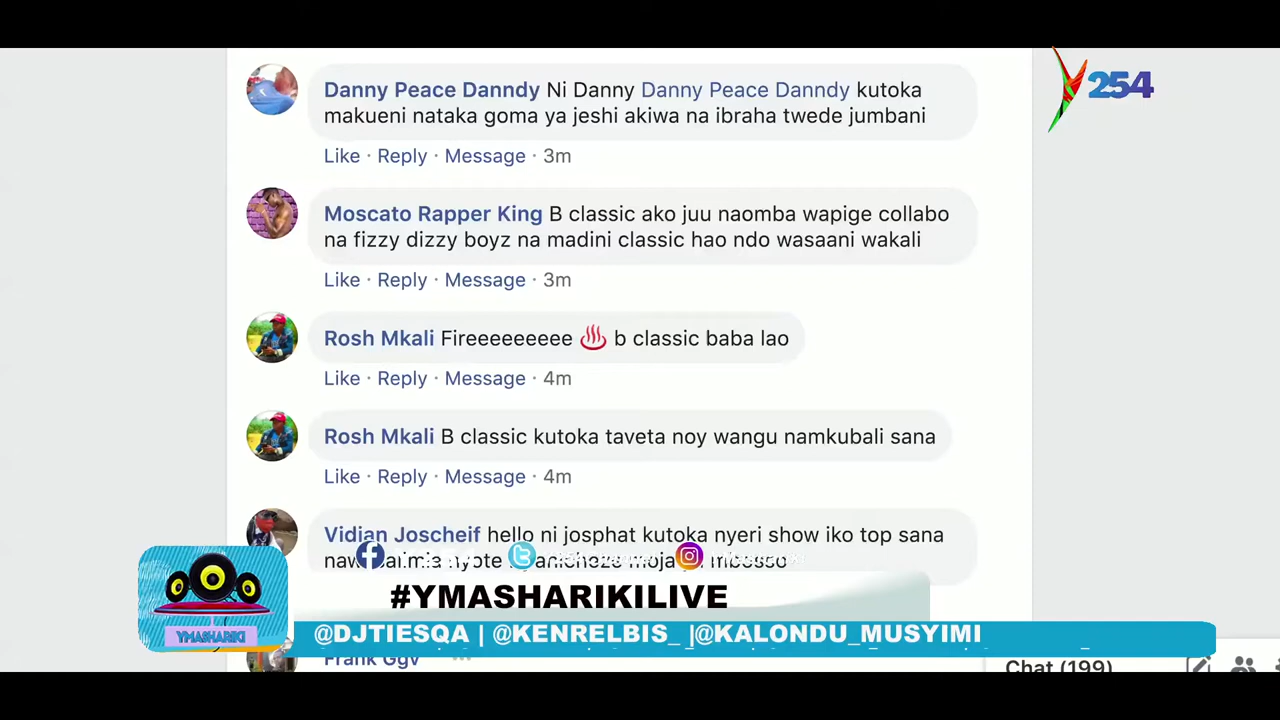 Danny Peace Danndy Ni Danny Danny Peace Danndy kutoka
makueni nataka goma ya jeshi akiwa na ibraha twede jumbani
Like · Reply · Message · 3m
Y254
Moscato Rapper King B classic ako juu naomba wapige collabo
na fizzy dizzy boyz na madini classic hao ndo wasaani wakali
Like · Reply · Message · 3m
Rosh Mkali Fireeeeeeeee ♨ b classic baba lao
Like · Reply · Message · 4m
Rosh Mkali B classic kutoka taveta noy wangu namkubali sana
Like · Reply · Message · 4m
Vidian Joscheif hello ni josphat kutoka nyeri show iko top sana
#YMASHARIKILIVE
YMASHARIKI
@DJTIESQA | @KENRELBIS_ |@KALONDU_MUSYIMI
Frank Ggv
Chat (199)